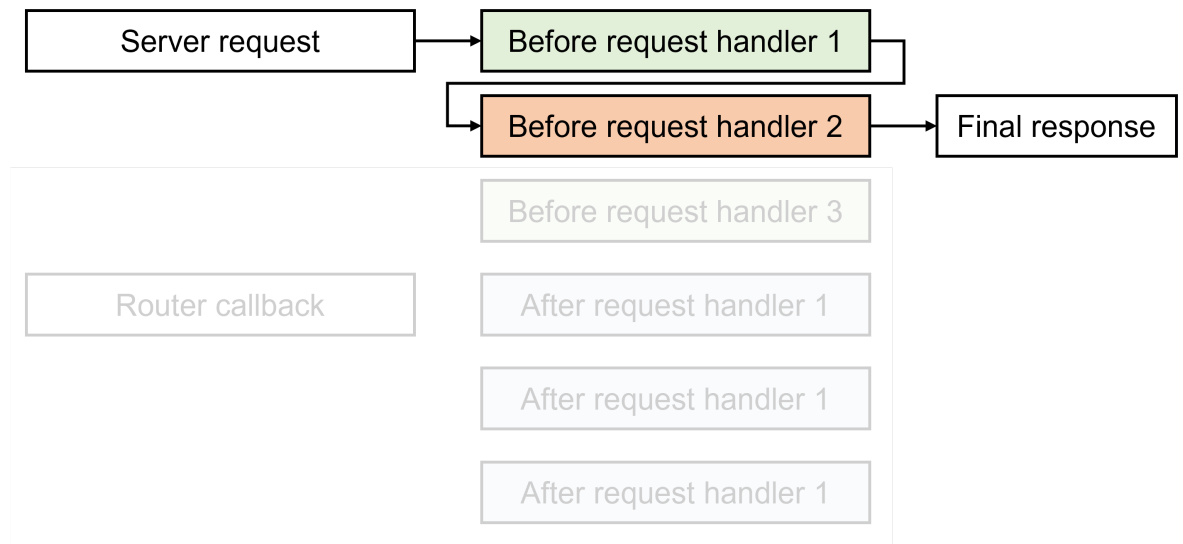 Server request
Before request handler 1
Before request handler 2
Final response
Before request handler 3
Router callback
After request handler 1
After request handler 1
After request handler 1